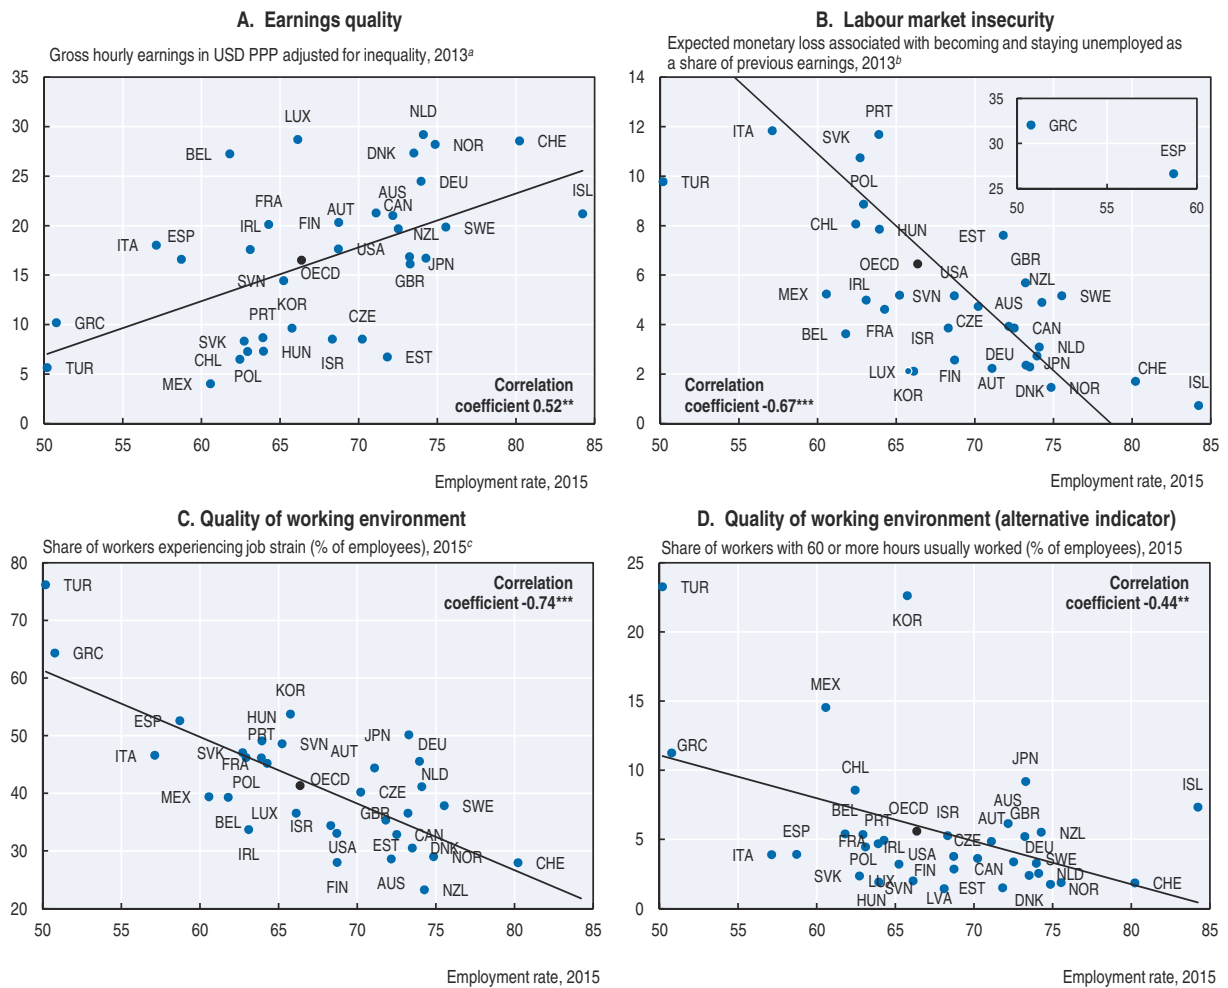 A. Earnings quality
Gross hourly earnings in USD PPP adjusted for inequality, 2013a
35
30
25
20
15
10
5
0
LUX
NLD
BEL
DNK
NOR
CHE
DEU
ISL
AUS
FRA
AUT
CAN
IRL
FIN
SWE
ITA
ESP
USA
NZL
OECD
JPN
SVN
GBR
KOR
PRT
CZE
GRC
SVK
HUN
CHL
ISR
EST
TUR
POL
MEX
Correlation
coefficient 0.52**
50 55 60 65 70 75 80 85
Employment rate, 2015
B. Labour market insecurity
Expected monetary loss associated with becoming and staying unemployed as
a share of previous earnings, 2013b
14
12
10
8
6
4
2
0
35
30
25
GRC
ESP
50 55 60
PRT
ITA
SVK
TUR
POL
CHL
HUN
EST
OECD
USA
GBR
NZL
MEX
IRL
SVN
SWE
AUS
BEL
FRA
CZE
CAN
ISR
NLD
DEU
JPN
LUX
FIN
CHE
KOR
AUT
DNK
NOR
ISL
Correlation
coefficient -0.67***
50 55 60 65 70 75 80 85
Employment rate, 2015
C. Quality of working environment
Share of workers experiencing job strain (% of employees), 2015c
80
70
60
50
40
30
20
TUR
Correlation
coefficient -0.74***
GRC
KOR
ESP
HUN
PRT
JPN
SVN
AUT
DEU
ITA
SVK
FRA
OECD
NLD
POL
MEX
CZE
SWE
LUX
GBR
BEL
ISR
CAN
USA
EST
DNK
IRL
NOR
CHE
FIN
AUS
NZL
50 55 60 65 70 75 80 85
Employment rate, 2015
D. Quality of working environment (alternative indicator)
Share of workers with 60 or more hours usually worked (% of employees), 2015
25
20
15
10
5
0
TUR
KOR
Correlation
coefficient -0.44**
MEX
GRC
JPN
CHL
ISL
BEL
PRT
OECD
ISR
AUS
AUT
GBR
ESP
NZL
FRA
IRL
CZE
DEU
ITA
POL
USA
SWE
SVK
FIN
CAN
NLD
LUX
SVN
EST
NOR
CHE
HUN
LVA
DNK
50 55 60 65 70 75 80 85
Employment rate, 2015